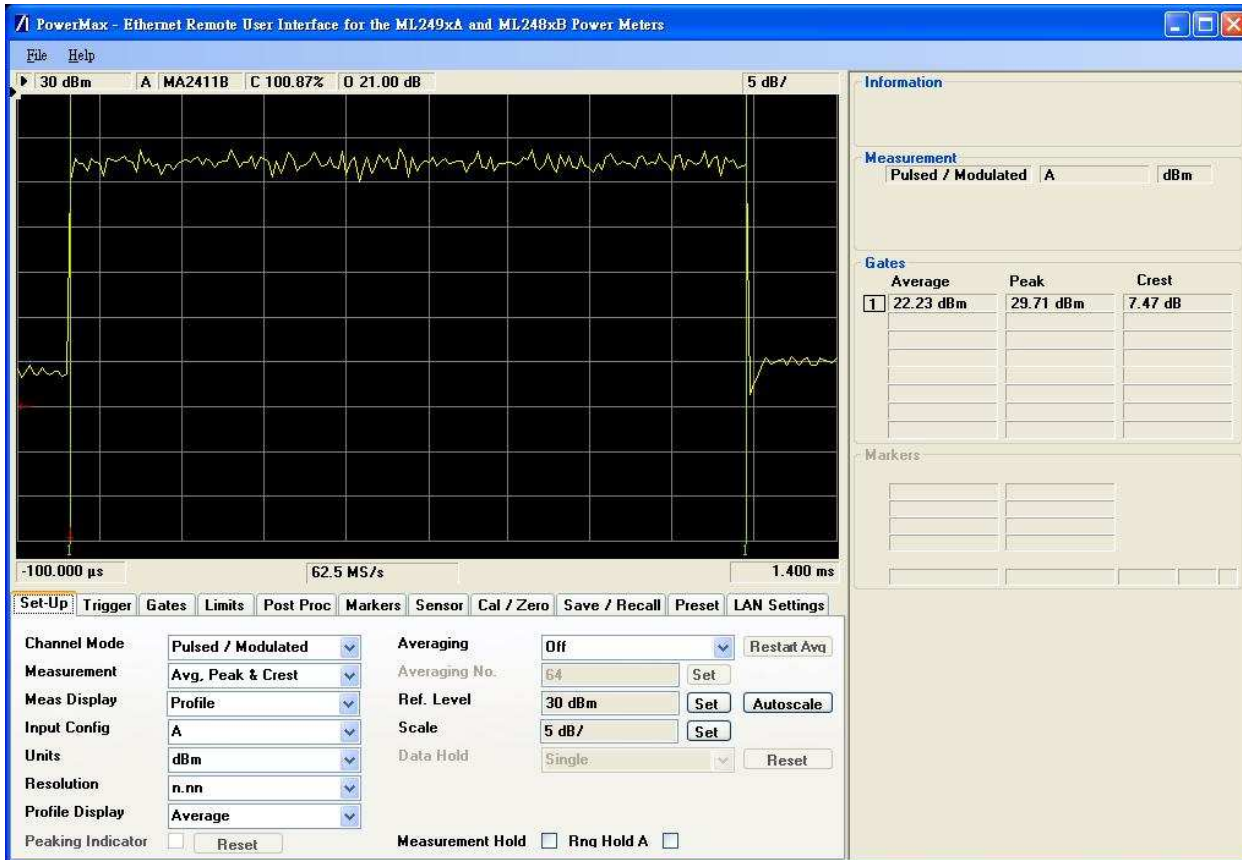 PowerMax - Ethernet Remote User Interface for the ML249xA and ML248xB Power Meters
File Help
30 dBm A MA2411B C 100.87% O 21.00 dB 5 dB/
1 1
-100.000 µs 62.5 MS/s 1.400 ms
Information
Measurement
Pulsed / Modulated A dBm
Gates
Average Peak Crest
1 22.23 dBm 29.71 dBm 7.47 dB
Markers
Set-Up Trigger Gates Limits Post Proc Markers Sensor Cal / Zero Save / Recall Preset LAN Settings
Channel Mode Pulsed / Modulated Averaging Off Restart Avg
Measurement Avg, Peak & Crest Averaging No. 64 Set
Meas Display Profile Ref. Level 30 dBm Set Autoscale
Input Config A Scale 5 dB/ Set
Units dBm Data Hold Single Reset
Resolution n.nn
Profile Display Average
Peaking Indicator Reset Measurement Hold Rng Hold A